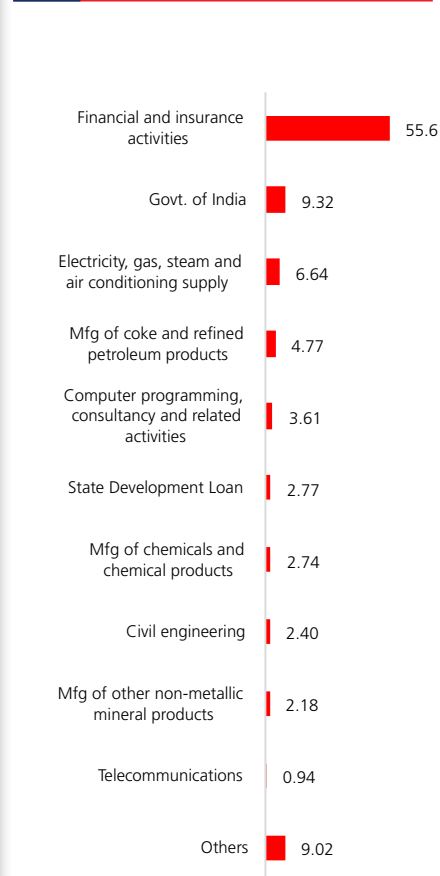 Financial and insurance
activities
55.6
Govt. of India
9.32
Electricity, gas, steam and
air conditioning supply
6.64
Mfg of coke and refined
petroleum products
4.77
Computer programming,
consultancy and related
activities
3.61
State Development Loan
2.77
Mfg of chemicals and
chemical products
2.74
Civil engineering
2.40
Mfg of other non-metallic
mineral products
2.18
Telecommunications
0.94
Others
9.02